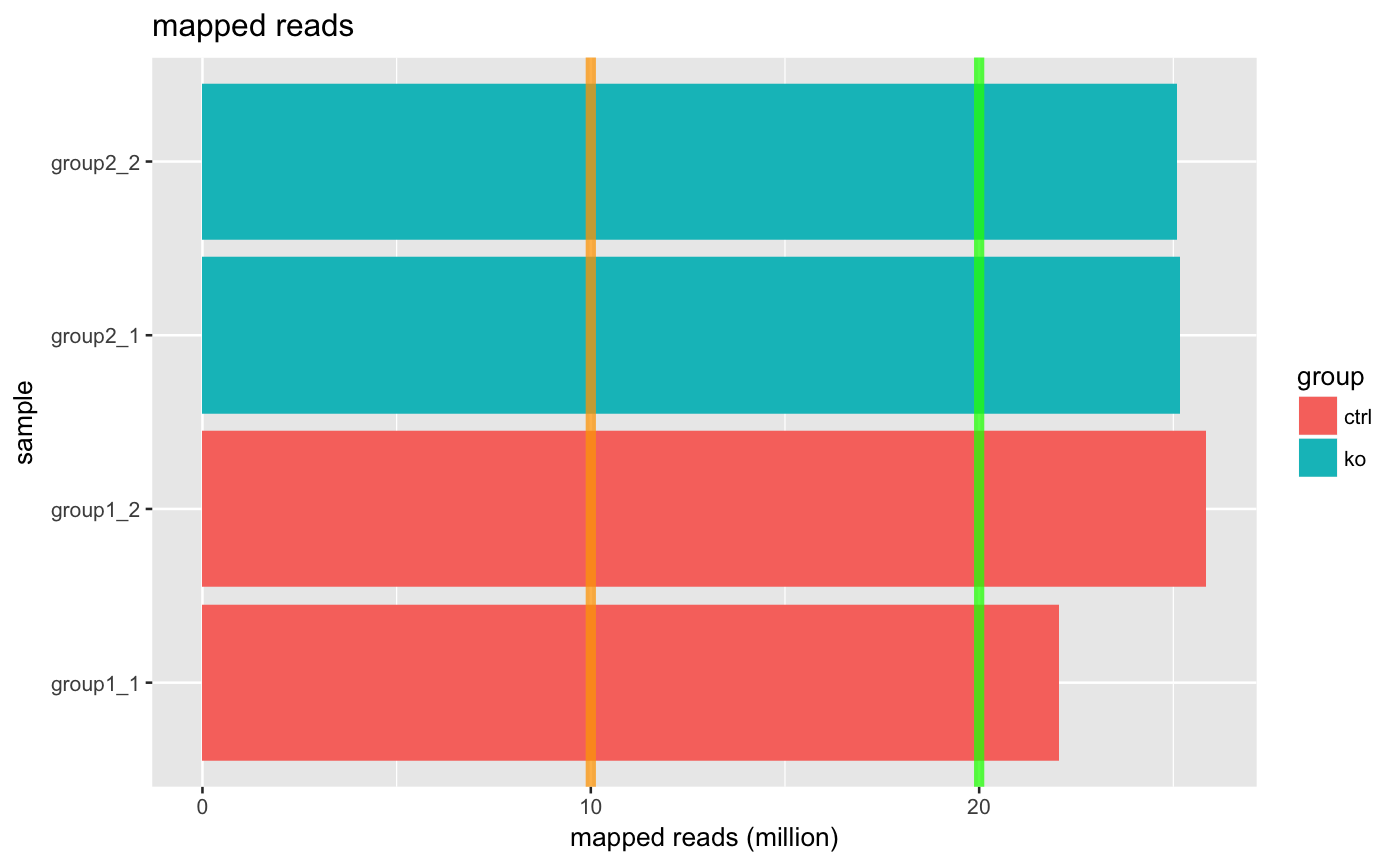 mapped reads
group2_2
group2_1
group1_2
group1_1
sample
0 10 20
mapped reads (million)
group
ctrl
ko